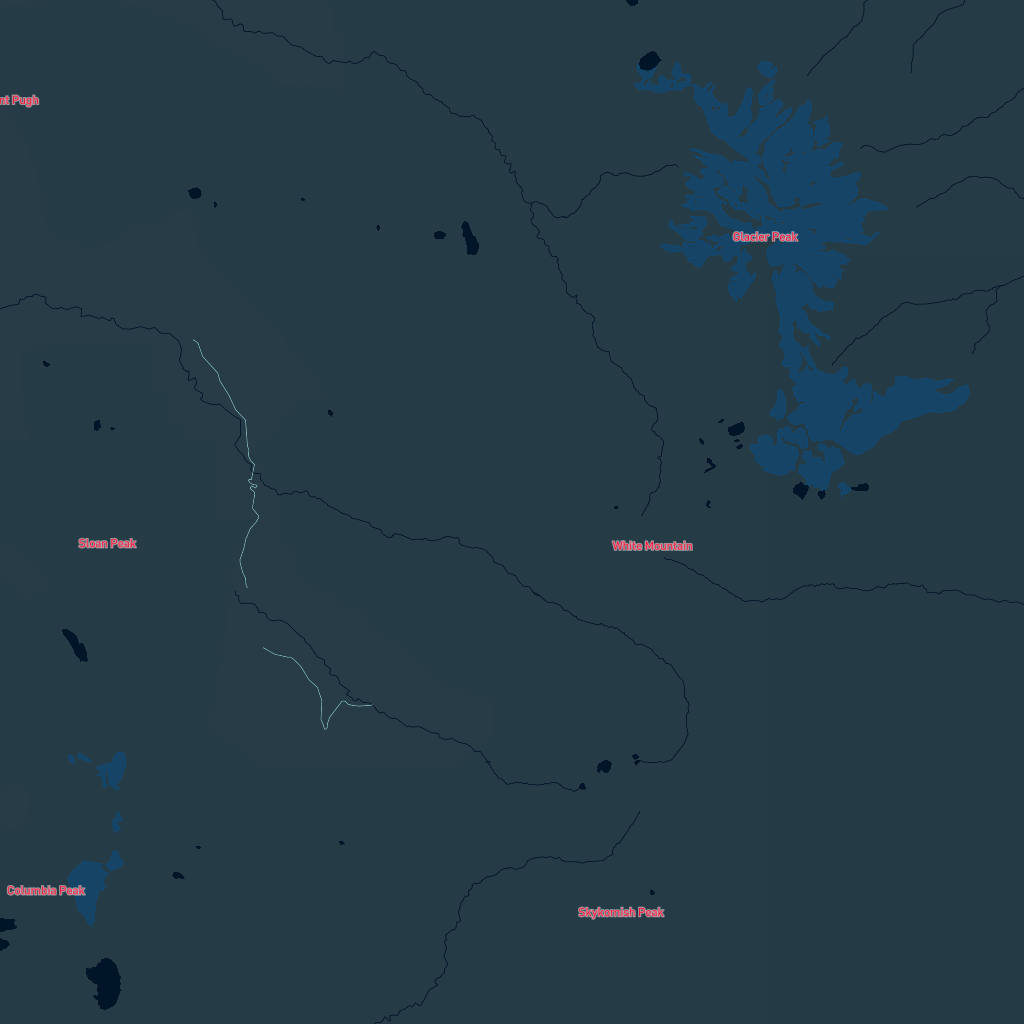 nt Pugh
Glacier Peak
Sloan Peak
White Mountain
Columbia Peak
Skykomish Peak